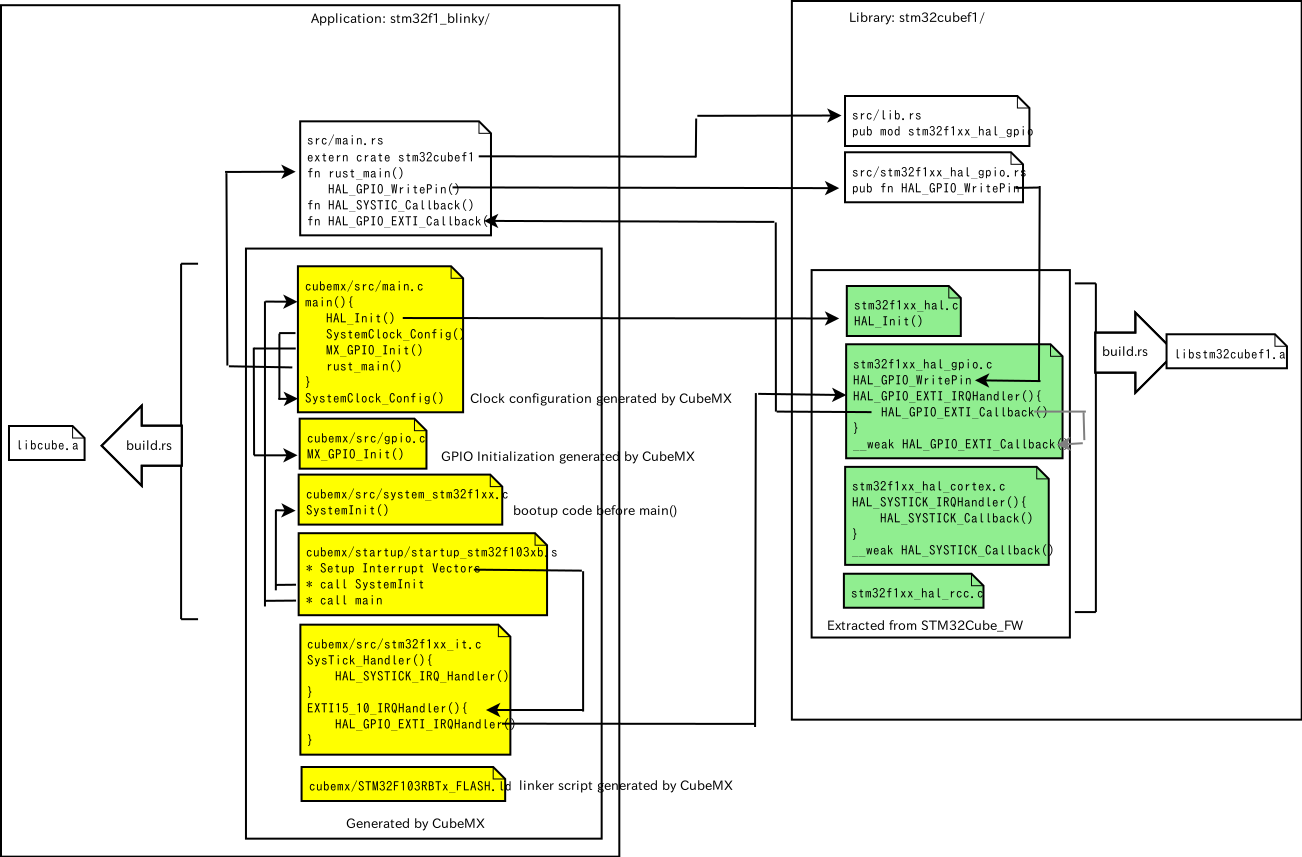 Application: stm32f1_blinky/
src/main.rs
extern crate stm32cubef1
fn rust_main()
HAL_GPIO_WritePin()
fn HAL_SYSTIC_Callback()
fn HAL_GPIO_EXTI_Callback(
cubemx/src/main.c
main(){
HAL_Init()
SystemClock_Config()
MX_GPIO_Init()
rust_main()
}
SystemClock_Config()
Clock configuration generated by CubeMX
libcube.a
build.rs
cubemx/src/gpio.c
MX_GPIO_Init()
GPIO Initialization generated by CubeMX
cubemx/src/system_stm32f1xx.c
SystemInit()
bootup code before main()
cubemx/startup/startup_stm32f103xb.s
* Setup Interrupt Vectors
* call SystemInit
* call main
cubemx/src/stm32f1xx_it.c
SysTick_Handler(){
HAL_SYSTICK_IRQ_Handler()
}
EXTI15_10_IRQHandler(){
HAL_GPIO_EXTI_IRQHandler()
}
cubemx/STM32F103RBTx_FLASH.ld
linker script generated by CubeMX
Generated by CubeMX
Library: stm32cubef1/
src/lib.rs
pub mod stm32f1xx_hal_gpio
src/stm32f1xx_hal_gpio.rs
pub fn HAL_GPIO_WritePin
stm32f1xx_hal.c
HAL_Init()
stm32f1xx_hal_gpio.c
HAL_GPIO_WritePin
HAL_GPIO_EXTI_IRQHandler(){
HAL_GPIO_EXTI_Callback()
}
__weak HAL_GPIO_EXTI_Callback(
stm32f1xx_hal_cortex.c
HAL_SYSTICK_IRQHandler(){
HAL_SYSTICK_Callback()
}
__weak HAL_SYSTICK_Callback()
stm32f1xx_hal_rcc.c
Extracted from STM32Cube_FW
build.rs
libstm32cubef1.a